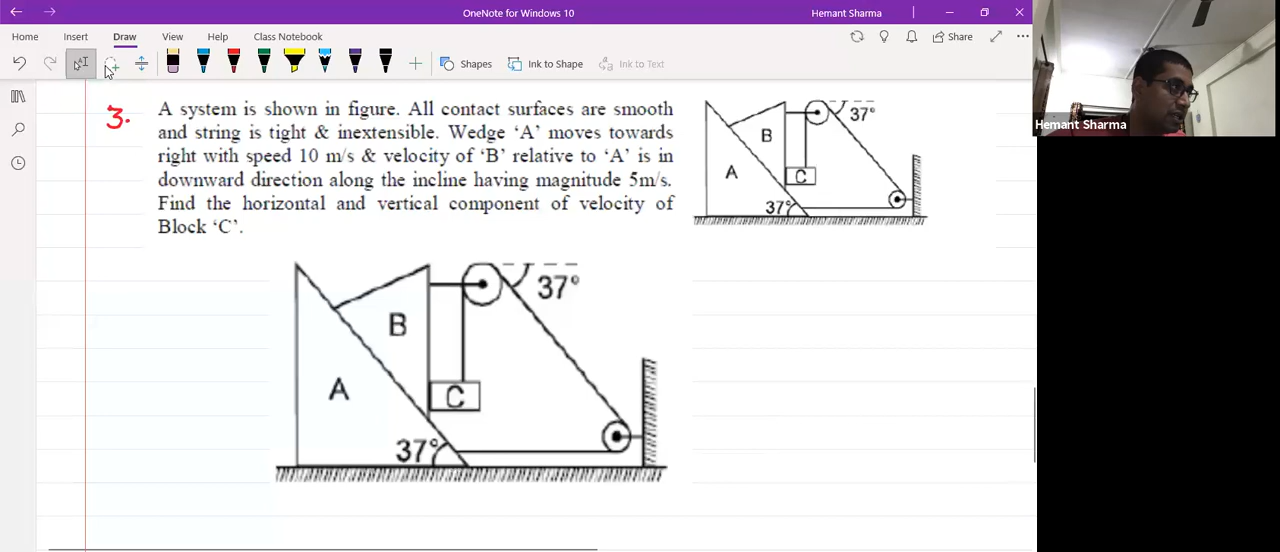 OneNote for Windows 10
Hemant Sharma
Home Insert Draw View Help Class Notebook
Share
Shapes Ink to Shape Ink to Text
3.
A system is shown in figure. All contact surfaces are smooth
and string is tight & inextensible. Wedge ‘A’ moves towards
right with speed 10 m/s & velocity of ‘B’ relative to ‘A’ is in
downward direction along the incline having magnitude 5m/s.
Find the horizontal and vertical component of velocity of
Block ‘C’.
37°
B
A
C
37°
37°
B
A
C
37°
Hemant Sharma